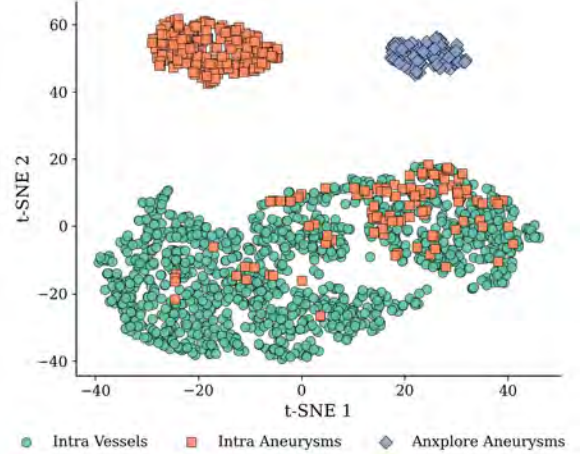 60
40
20
0
−20
−40
t-SNE 2
−40
−20
0
20
40
t-SNE 1
Intra Vessels
Intra Aneurysms
Anxplore Aneurysms